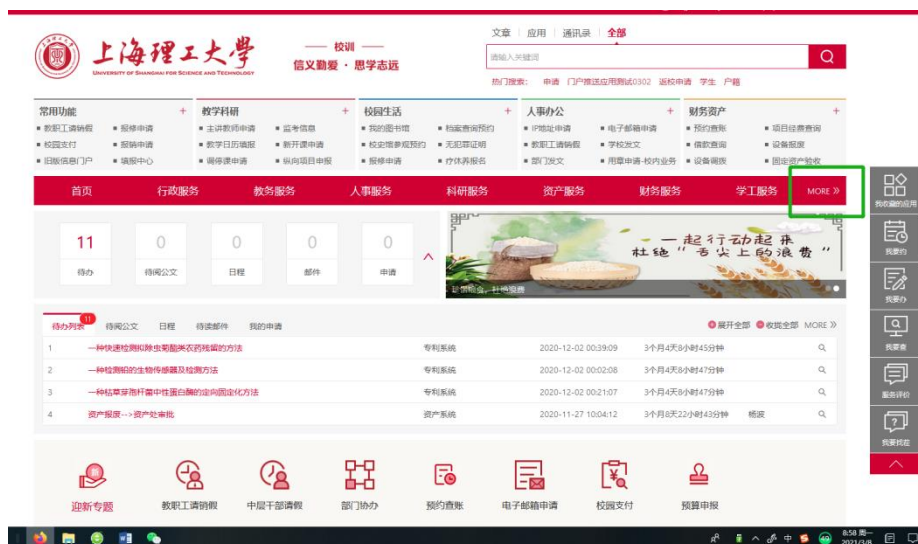 文章 应用 通讯录 全部
上海理工大學
UNIVERSITY OF SHANGHAI FOR SCIENCE AND TECHNOLOGY
校训
信义勤爱 · 思学志远
请输入关键词
热门搜索: 申请 门户推送应用测试0302 返校申请 学生 户籍
常用功能 + 教学科研 + 校园生活 + 人事办公 + 财务资产 +
教职工请销假 报修申请 主讲教师申请 监考信息 我的图书馆 档案查询预约 IP地址申请 电子邮箱申请 预约查账 项目经费查询
校园支付 报销申请 教学日历填报 新开课申请 校史馆参观预约 无犯罪证明 教职工请销假 学校发文 借款查询 设备报废
旧版信息门户 填报中心 调停课申请 纵向项目申报 报修申请 疗休养报名 部门发文 用章申请-校内业务 设备调拨 固定资产验收
首页 行政服务 教务服务 人事服务 科研服务 资产服务 财务服务 学工服务 MORE
我收藏的应用
我要约
我要办
我要查
服务评价
我要找茬
11 0 0 0 0
待办 待阅公文 日程 邮件 申请
一起行动起来
杜绝“舌尖上的浪费”
珍惜粮食，杜绝浪费
待办列表 11 待阅公文 日程 待读邮件 我的申请 展开全部 收拢全部 MORE
1 一种快速检测拟除虫菊酯类农药残留的方法 专利系统 2020-12-02 00:39:09 3个月4天8小时45分钟
2 一种检测铅的生物传感器及检测方法 专利系统 2020-12-02 00:02:08 3个月4天8小时47分钟
3 一种枯草芽孢杆菌中性蛋白酶的定向固定化方法 专利系统 2020-12-02 00:21:07 3个月4天8小时47分钟
4 资产报废-->资产处审批 资产系统 2020-11-27 10:04:12 3个月8天22小时43分钟 杨波
迎新专题 教职工请销假 中层干部请假 部门协办 预约查账 电子邮箱申请 校园支付 预算申报
中
8:58 周一
2021/3/8